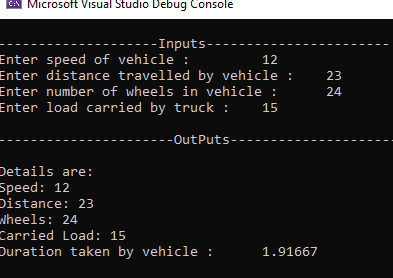 Microsoft Visual Studio Debug Console
--------------------Inputs-----------------------
Enter speed of vehicle : 12
Enter distance travelled by vehicle : 23
Enter number of wheels in vehicle : 24
Enter load carried by truck : 15
----------------------OutPuts---------------------
Details are:
Speed: 12
Distance: 23
Wheels: 24
Carried Load: 15
Duration taken by vehicle : 1.91667